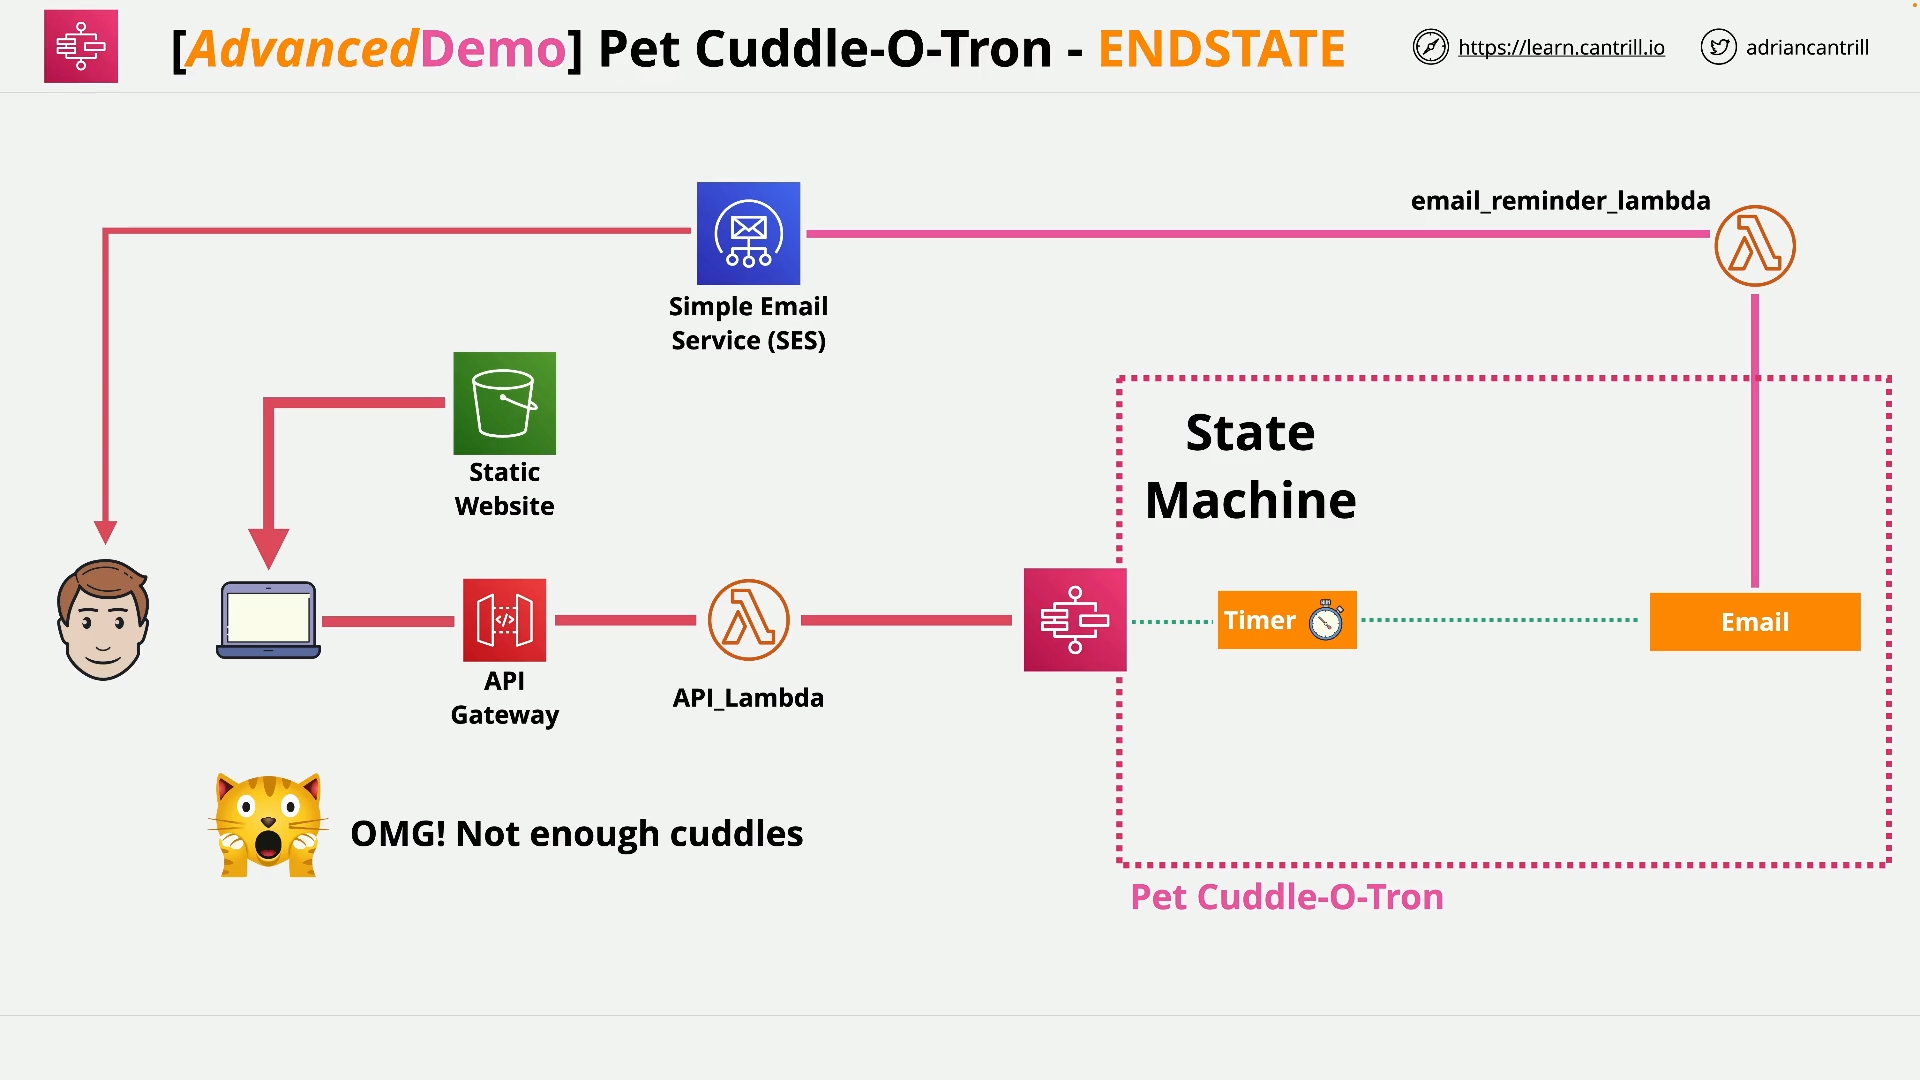 [AdvancedDemo] Pet Cuddle-O-Tron - ENDSTATE
https://learn.cantrill.io
adriancantrill
email_reminder_lambda
Simple Email
Service (SES)
Static
Website
State
Machine
Timer
Email
API
Gateway
API_Lambda
OMG! Not enough cuddles
Pet Cuddle-O-Tron